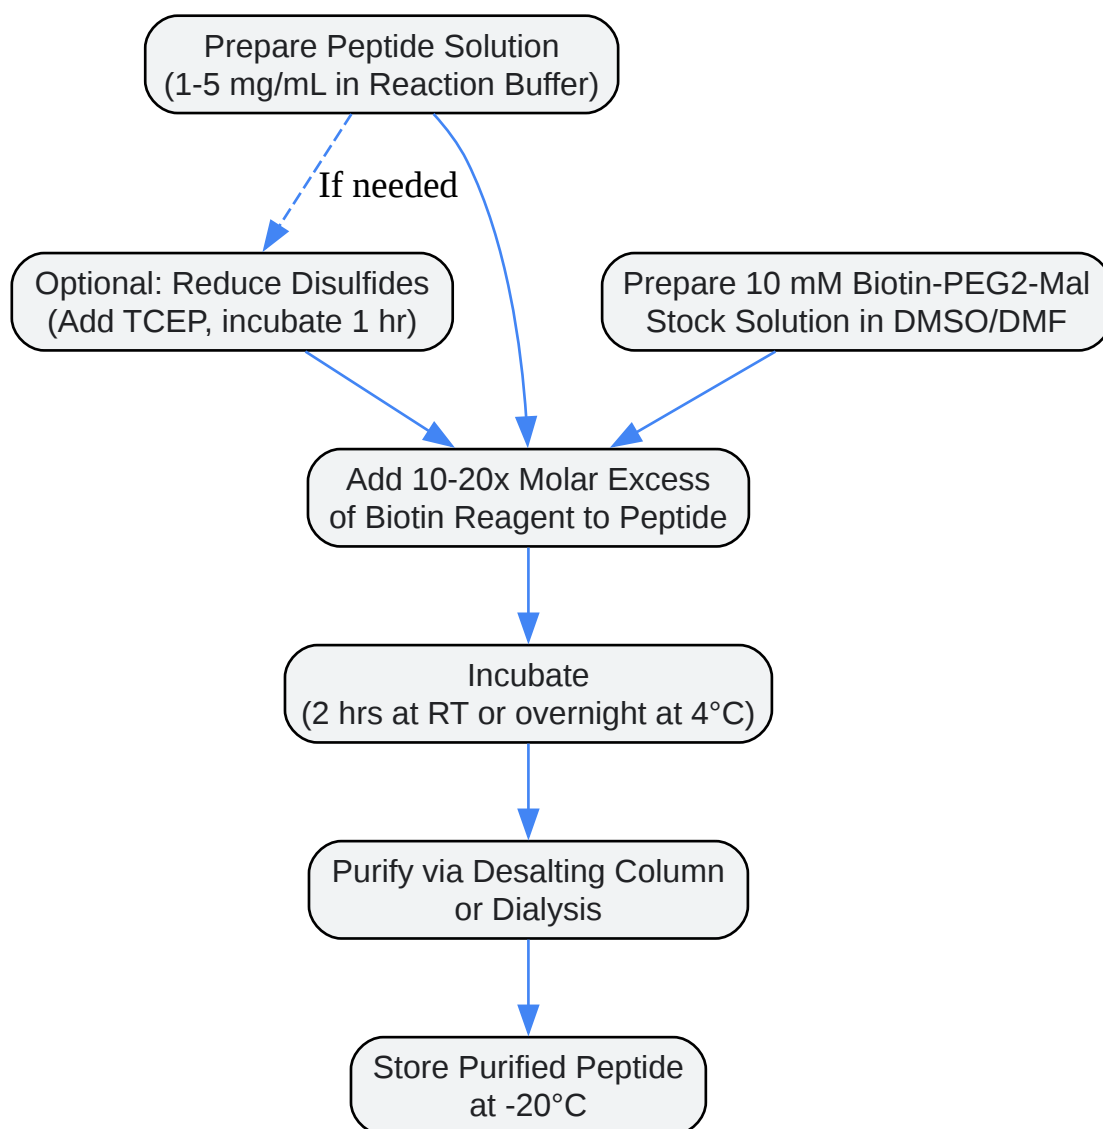 Prepare Peptide Solution
(1-5 mg/mL in Reaction Buffer)
If needed
Optional: Reduce Disulfides
(Add TCEP, incubate 1 hr)
Prepare 10 mM Biotin-PEG2-Mal
Stock Solution in DMSO/DMF
Add 10-20x Molar Excess
of Biotin Reagent to Peptide
Incubate
(2 hrs at RT or overnight at 4°C)
Purify via Desalting Column
or Dialysis
Store Purified Peptide
at -20°C